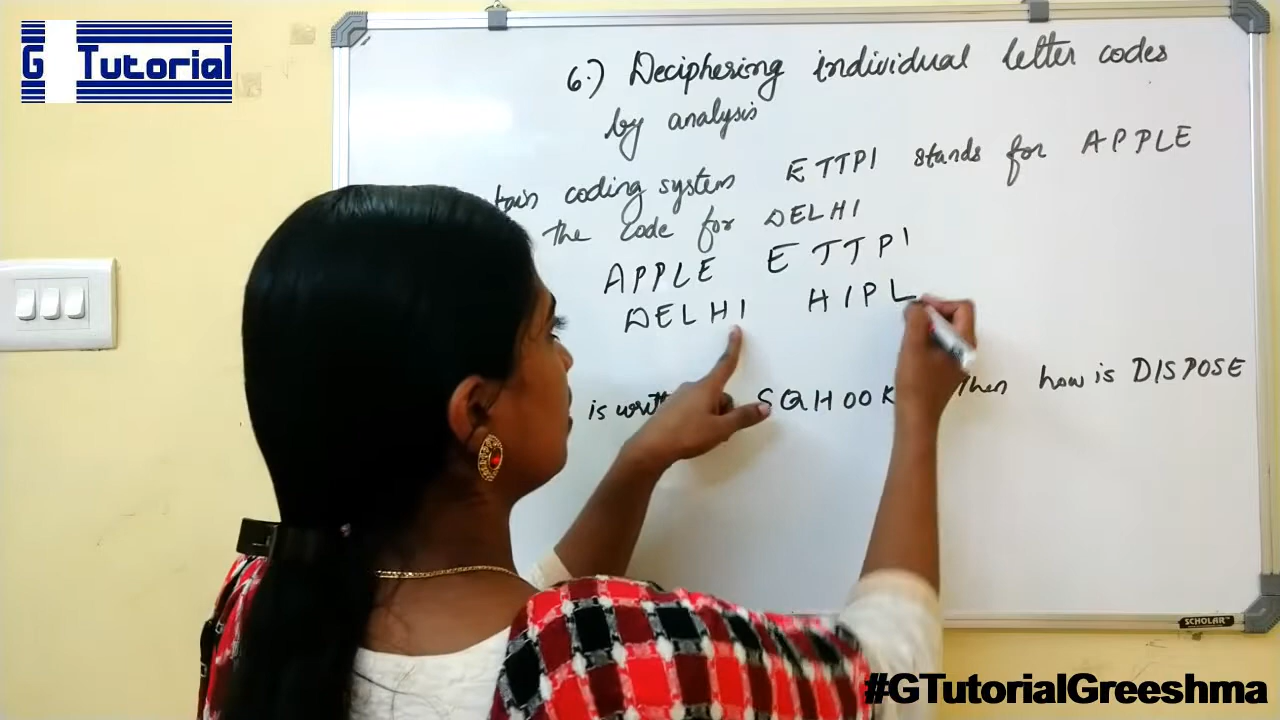 G Tutorial
6.) Deciphering individual letter codes
by analysis
coding system ETTPI stands for APPLE
the code for DELHI
APPLE ETTPI
DELHI HIPL
is SQHOOK then how is DISPOSE
SCHOLAR
#GTutorialGreeshma